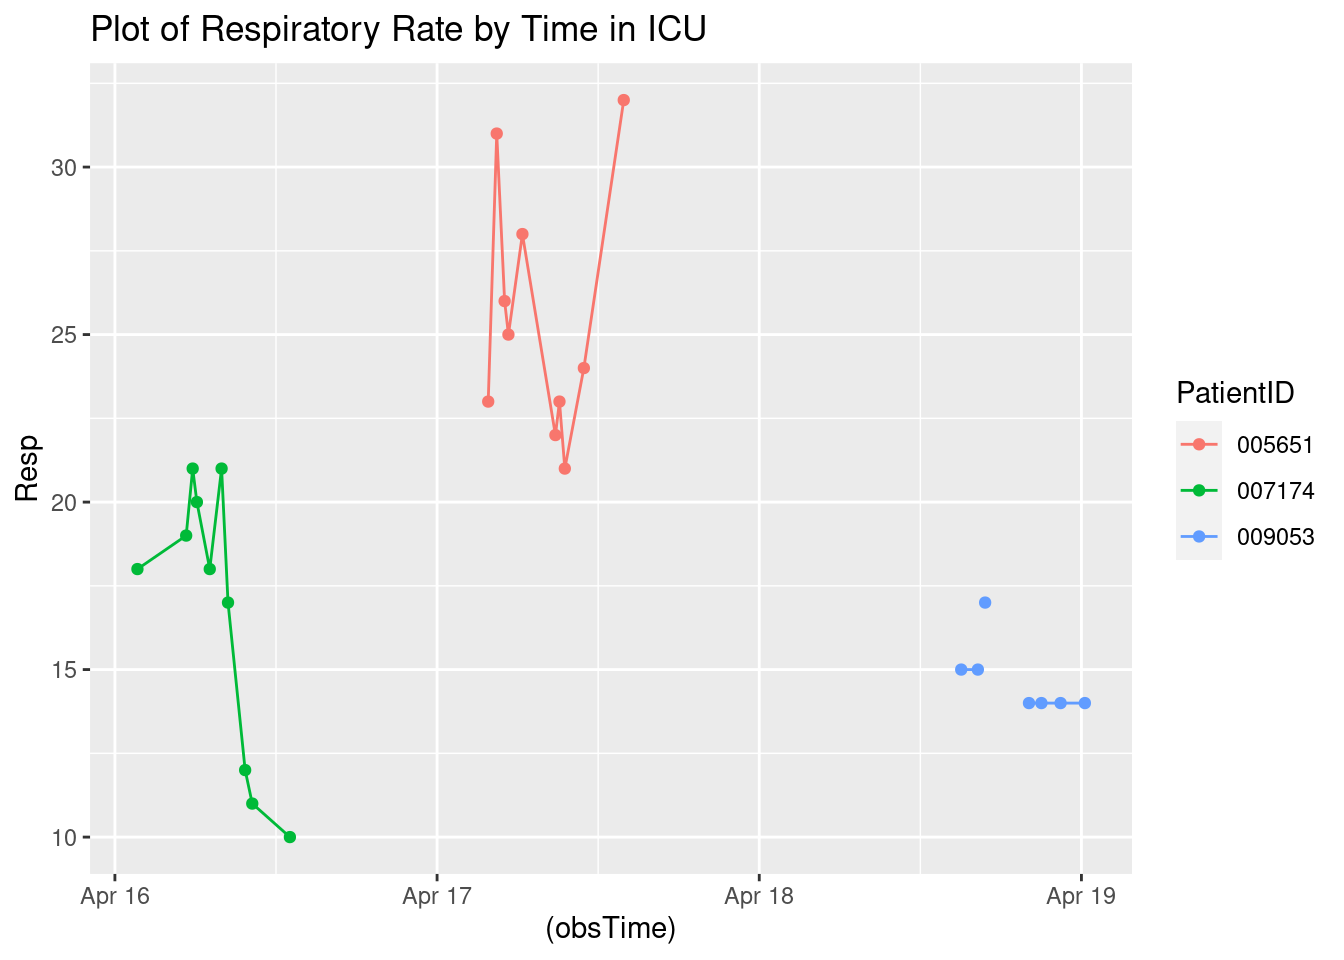 Plot of Respiratory Rate by Time in ICU
30
25
20
15
10
Resp
Apr 16
Apr 17
Apr 18
Apr 19
(obsTime)
PatientID
005651
007174
009053